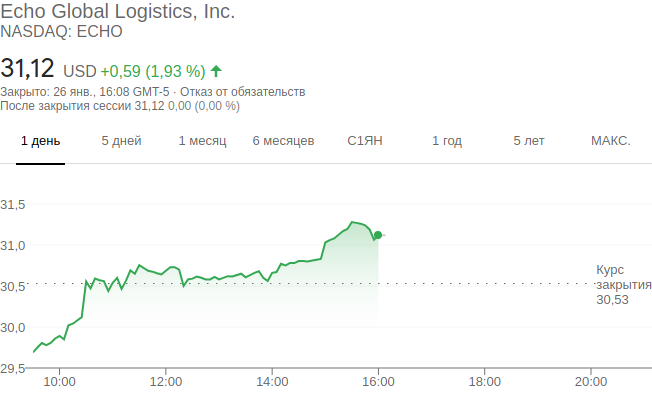 Echo Global Logistics, Inc.
NASDAQ: ECHO
31,12 USD +0,59 (1,93 %)
Закрыто: 26 янв., 16:08 GMT-5 · Отказ от обязательств
После закрытия сессии 31,12 0,00 (0,00 %)
1 день 5 дней 1 месяц 6 месяцев С1ЯН 1 год 5 лет МАКС.
31,5
31,0
30,5
30,0
29,5
Курс
закрытия
30,53
10:00 12:00 14:00 16:00 18:00 20:00